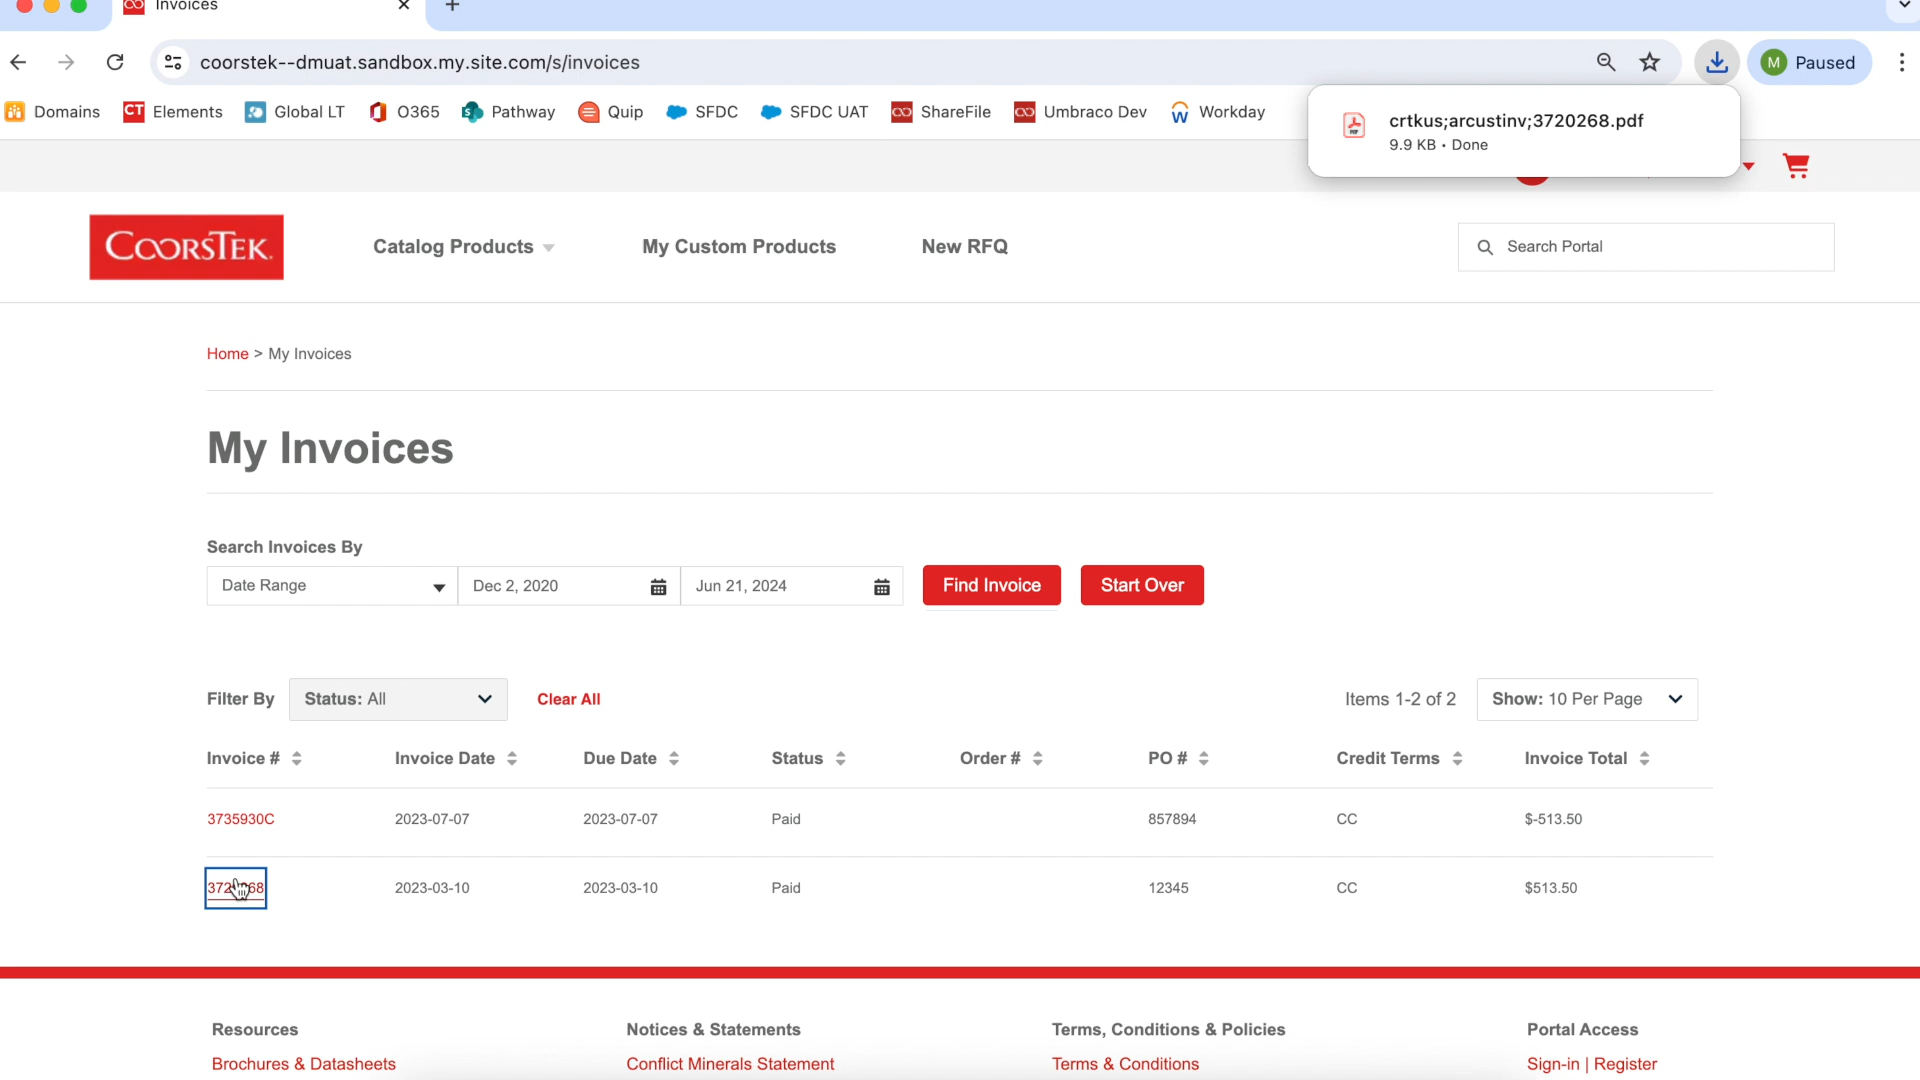 Invoices
coorstek--dmuat.sandbox.my.site.com/s/invoices
M Paused
Domains
CT Elements
Global LT
O365
Pathway
Quip
SFDC
SFDC UAT
ShareFile
Umbraco Dev
Workday
crtkus;arcustinv;3720268.pdf
9.9 KB • Done
COORSTEK
Catalog Products
My Custom Products
New RFQ
Search Portal
Home > My Invoices
My Invoices
Search Invoices By
Date Range
Dec 2, 2020
Jun 21, 2024
Find Invoice
Start Over
Filter By
Status: All
Clear All
Items 1-2 of 2
Show: 10 Per Page
Invoice # Invoice Date Due Date Status Order # PO # Credit Terms Invoice Total
3735930C 2023-07-07 2023-07-07 Paid 857894 CC $-513.50
2023-03-10 2023-03-10 Paid 12345 CC $513.50
Resources
Notices & Statements
Terms, Conditions & Policies
Portal Access
Brochures & Datasheets
Conflict Minerals Statement
Terms & Conditions
Sign-in | Register